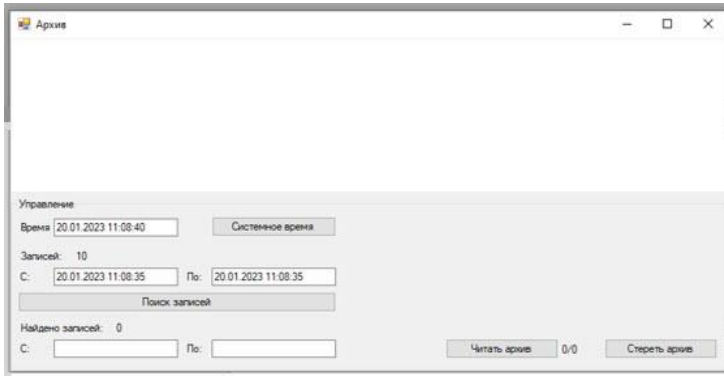 Архив
Управление
Время 20.01.2023 11:08:40 Системное время
Записей: 10
С: 20.01.2023 11:08:35 По: 20.01.2023 11:08:35
Поиск записей
Найдено записей: 0
С: По: Читать архив 0/0 Стереть архив